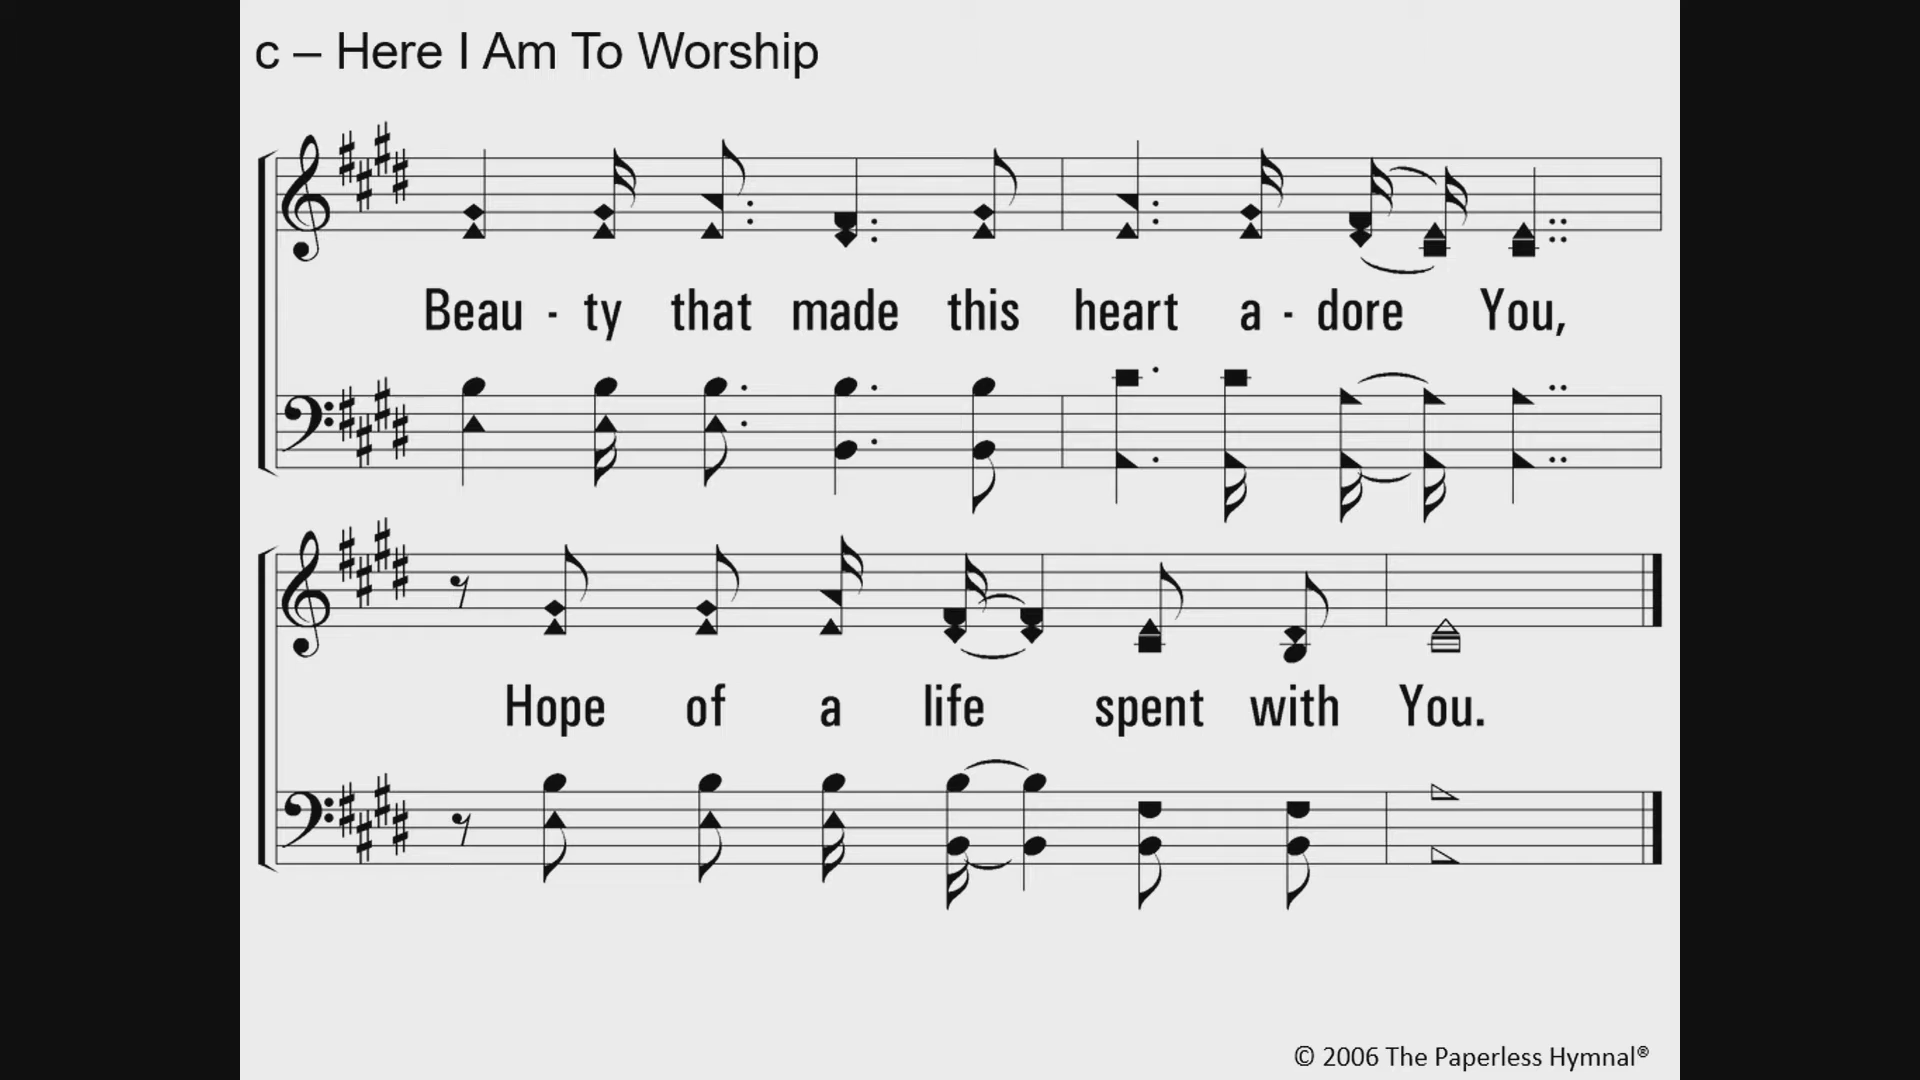 c – Here I Am To Worship
Beau - ty that made this heart a - dore You,
Hope of a life spent with You.
© 2006 The Paperless Hymnal®